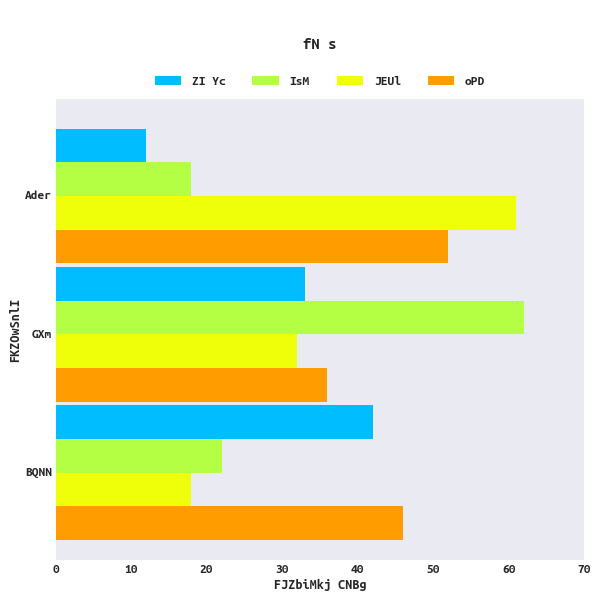 fN s
ZI Yc IsM JEUl oPD
Ader
GXm
BQNN
FKZOwSnlI
0 10 20 30 40 50 60 70
FJZbiMkj CNBg